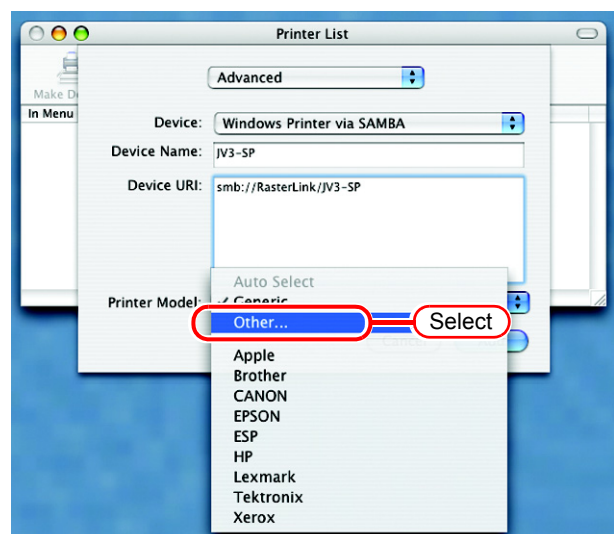 Printer List
Advanced
Make De
In Menu
Device: Windows Printer via SAMBA
Device Name: JV3-SP
Device URI: smb://RasterLink/JV3-SP
Auto Select
Printer Model: ✓ Generic
Other... Select
Cancel
Apple
Brother
CANON
EPSON
ESP
HP
Lexmark
Tektronix
Xerox